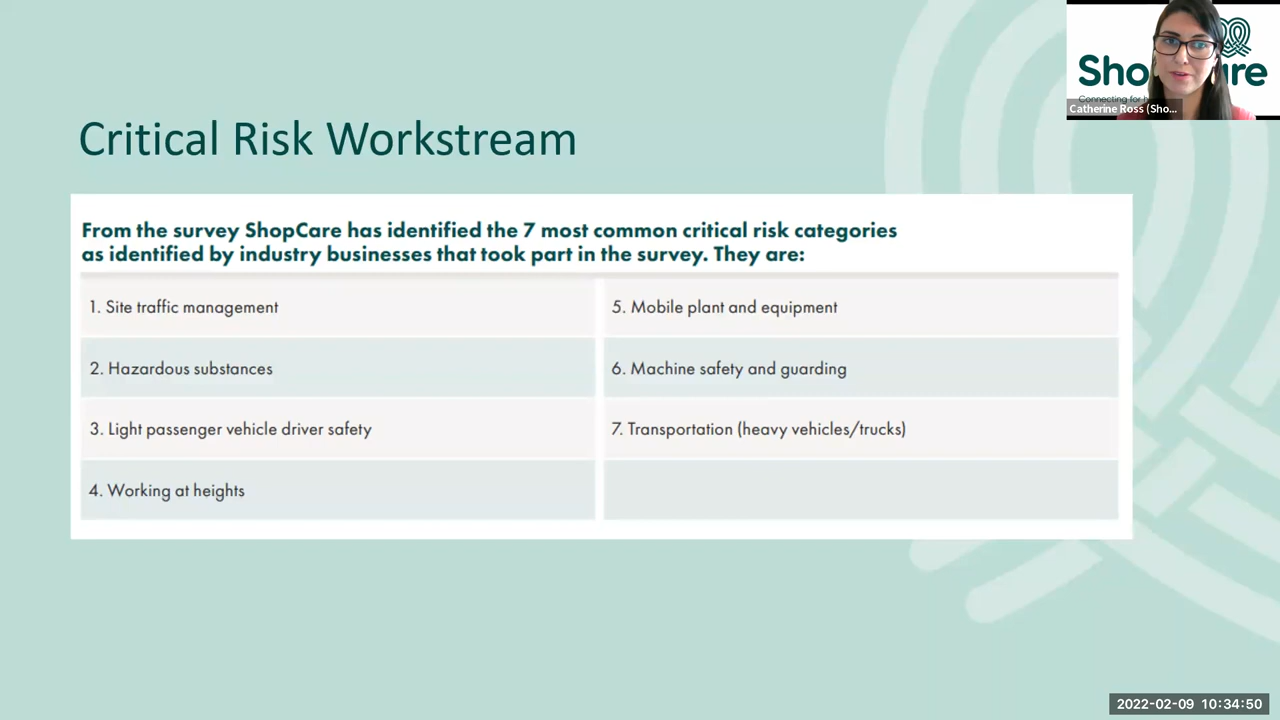 Critical Risk Workstream
From the survey ShopCare has identified the 7 most common critical risk categories
as identified by industry businesses that took part in the survey. They are:
1. Site traffic management
2. Hazardous substances
3. Light passenger vehicle driver safety
4. Working at heights
5. Mobile plant and equipment
6. Machine safety and guarding
7. Transportation (heavy vehicles/trucks)
Connecting for
Catherine Ross (Sho...
2022-02-09 10:34:50